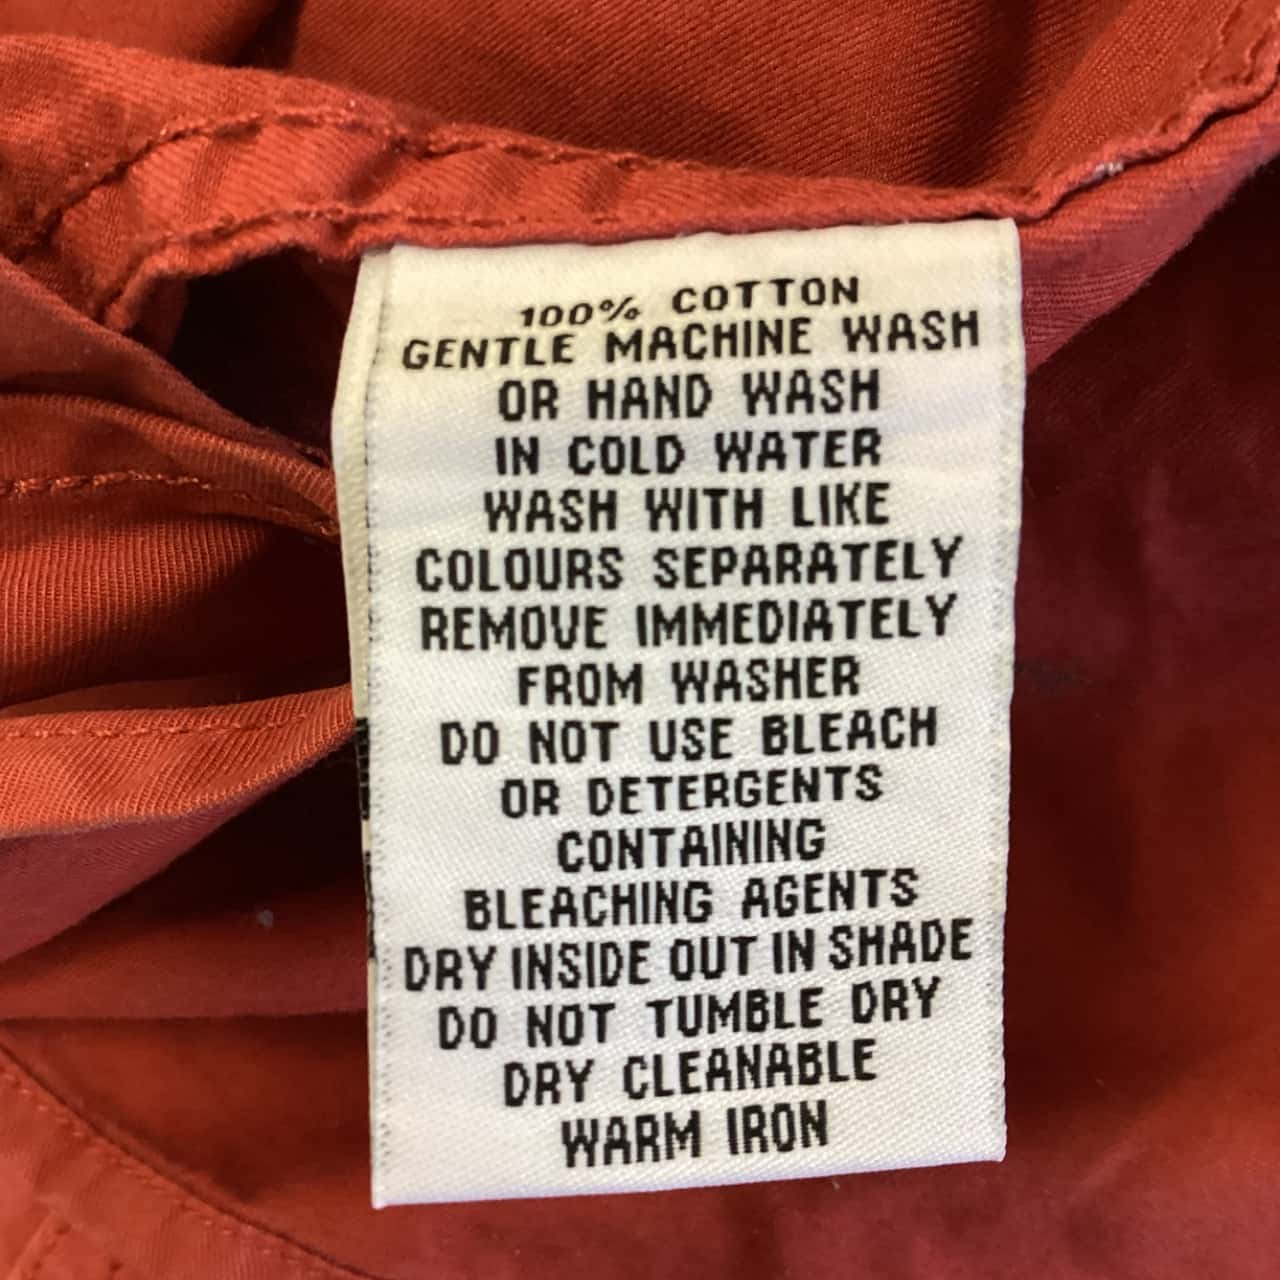 100% COTTON
GENTLE MACHINE WASH
OR HAND WASH
IN COLD WATER
WASH WITH LIKE
COLOURS SEPARATELY
REMOVE IMMEDIATELY
FROM WASHER
DO NOT USE BLEACH
OR DETERGENTS
CONTAINING
BLEACHING AGENTS
DRY INSIDE OUT IN SHADE
DO NOT TUMBLE DRY
DRY CLEANABLE
WARM IRON